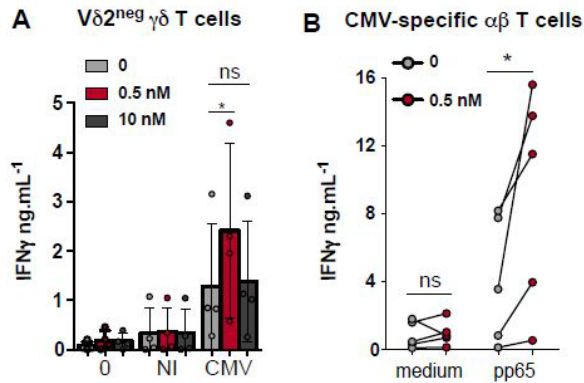 A
Vδ2neg γδ T cells
0
0.5 nM
10 nM
ns
*
IFNγ ng.mL-1
5
4
3
2
1
0
0
NI
CMV
B
CMV-specific αβ T cells
0
0.5 nM
*
ns
IFNγ ng.mL-1
16
12
8
4
0
medium
pp65